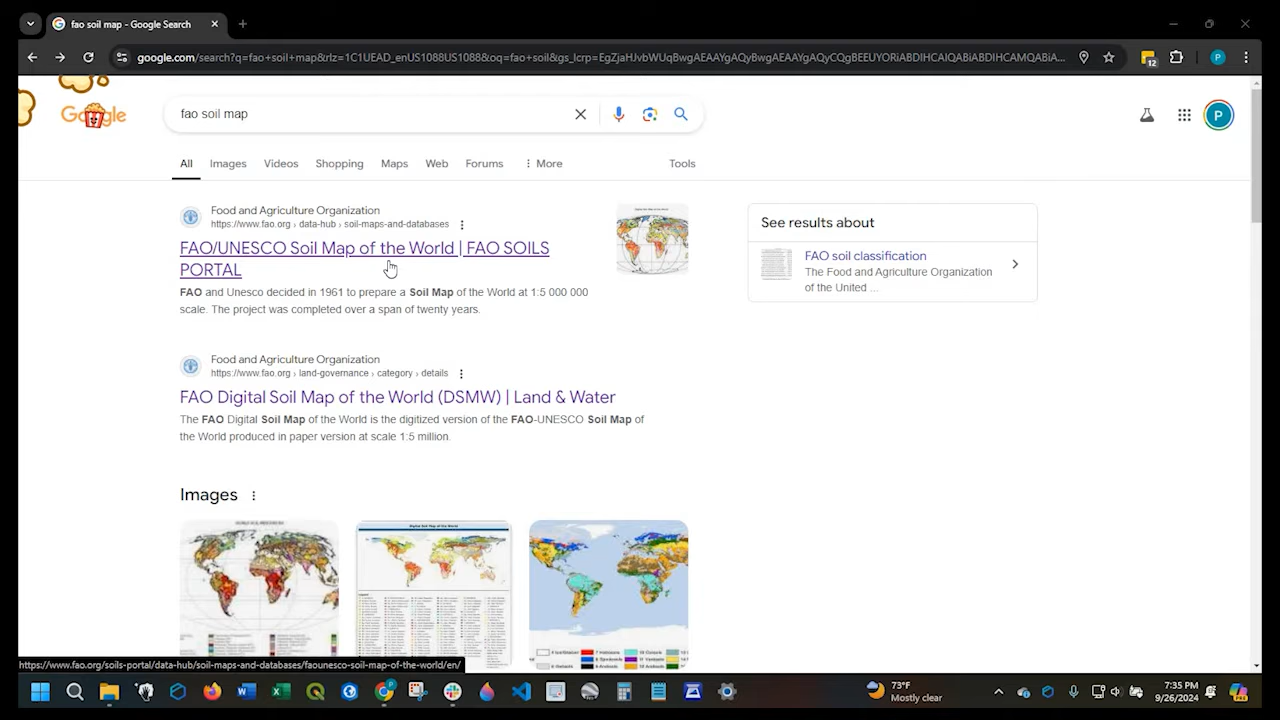 fao soil map - Google Search
google.com/search?q=fao+soil+map&rlz=1C1UEAD_enUS1088US1088&oq=fao+soil&gs_lcrp=EgZjaHJvbWUqBwgAEAAYgAQyBwgAEAAYgAQyCQgBEEUYORiABDIHCAIQABiABDIHCAMQABiA...
12
P
fao soil map
P
All Images Videos Shopping Maps Web Forums More Tools
Food and Agriculture Organization
https://www.fao.org › data-hub › soil-maps-and-databases
FAO/UNESCO Soil Map of the World | FAO SOILS
PORTAL
FAO and Unesco decided in 1961 to prepare a Soil Map of the World at 1:5 000 000
scale. The project was completed over a span of twenty years.
See results about
FAO soil classification
The Food and Agriculture Organization
of the United ...
Food and Agriculture Organization
https://www.fao.org › land-governance › category › details
FAO Digital Soil Map of the World (DSMW) | Land & Water
The FAO Digital Soil Map of the World is the digitized version of the FAO-UNESCO Soil Map of
the World produced in paper version at scale 1:5 million.
Images
Digital Soil Map of the World
https://www.fao.org/soils-portal/data-hub/soil-maps-and-databases/faounesco-soil-map-of-the-world/en/
73°F
Mostly clear
7:35 PM
9/26/2024